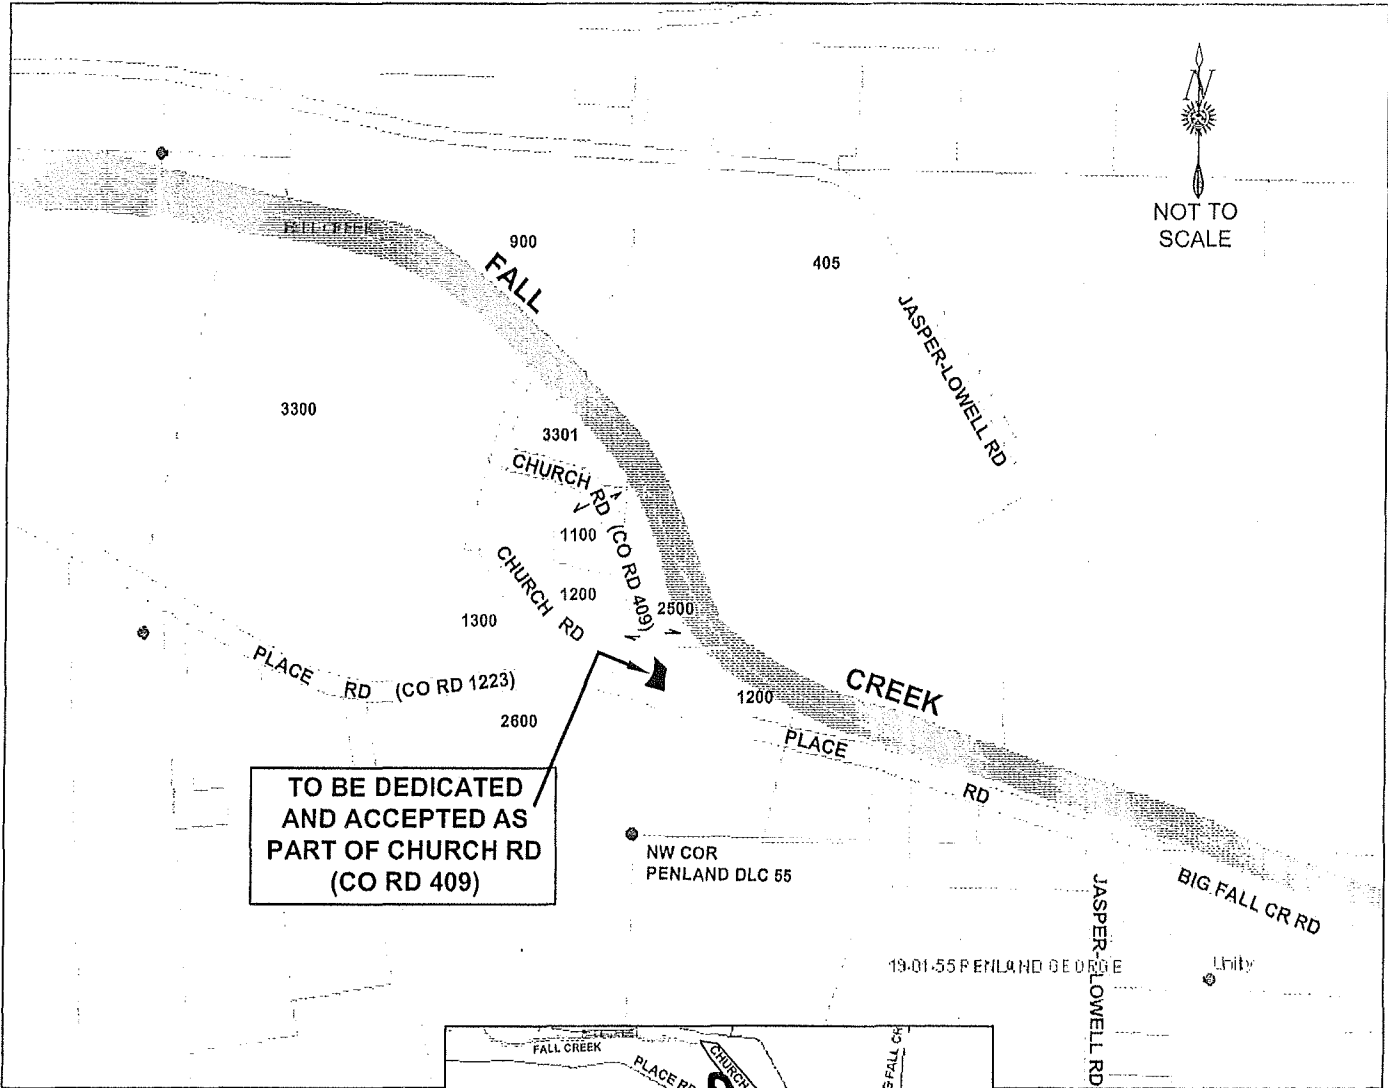 N
NOT TO
SCALE
FALL CREEK
900
FALL
405
JASPER-LOWELL RD
3300
3301
CHURCH RD (CO RD 409)
1100
CHURCH RD
1200
2500
1300
PLACE RD (CO RD 1223)
1200
CREEK
2600
PLACE RD
TO BE DEDICATED
AND ACCEPTED AS
PART OF CHURCH RD
(CO RD 409)
NW COR
PENLAND DLC 55
BIG FALL CR RD
JASPER-LOWELL RD
19-01-55 PENLAND GEORGE
Unity
FALL CREEK
PLACE RD
CHURCH
G FALL CR